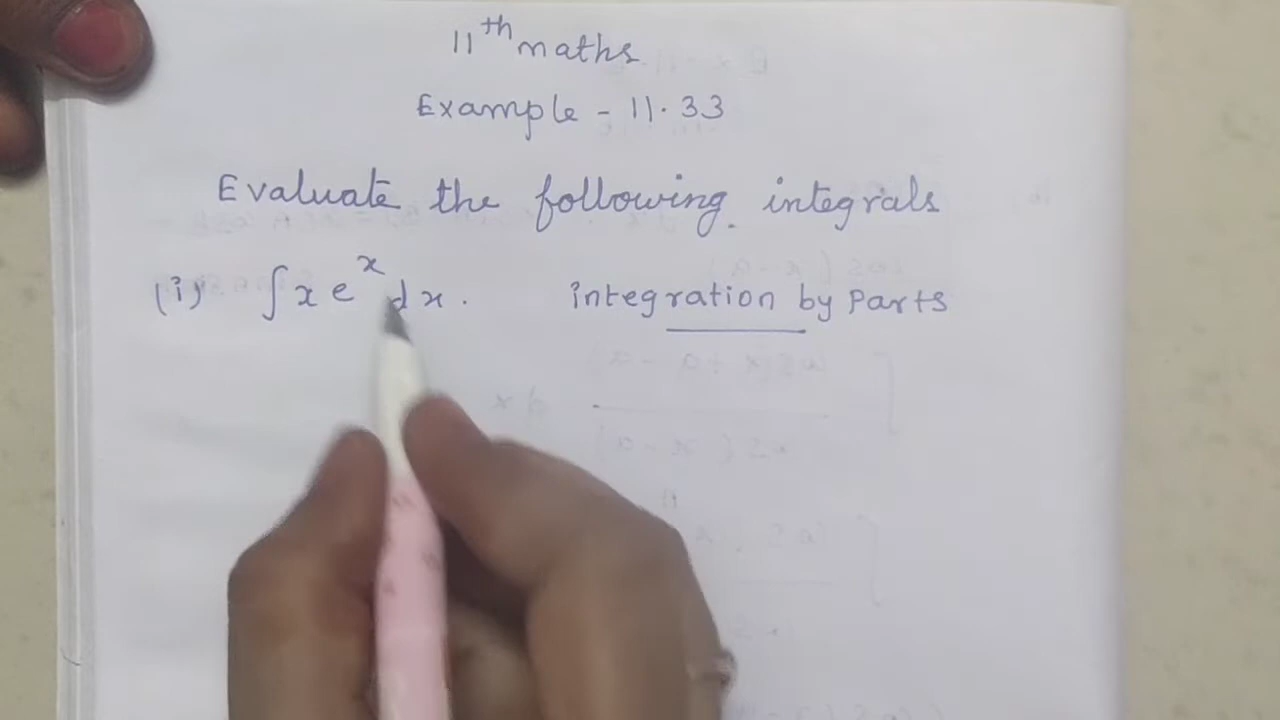 11th maths
Example - 11.33
Evaluate the following integrals
(i) ∫ x e^x dx. integration by Parts